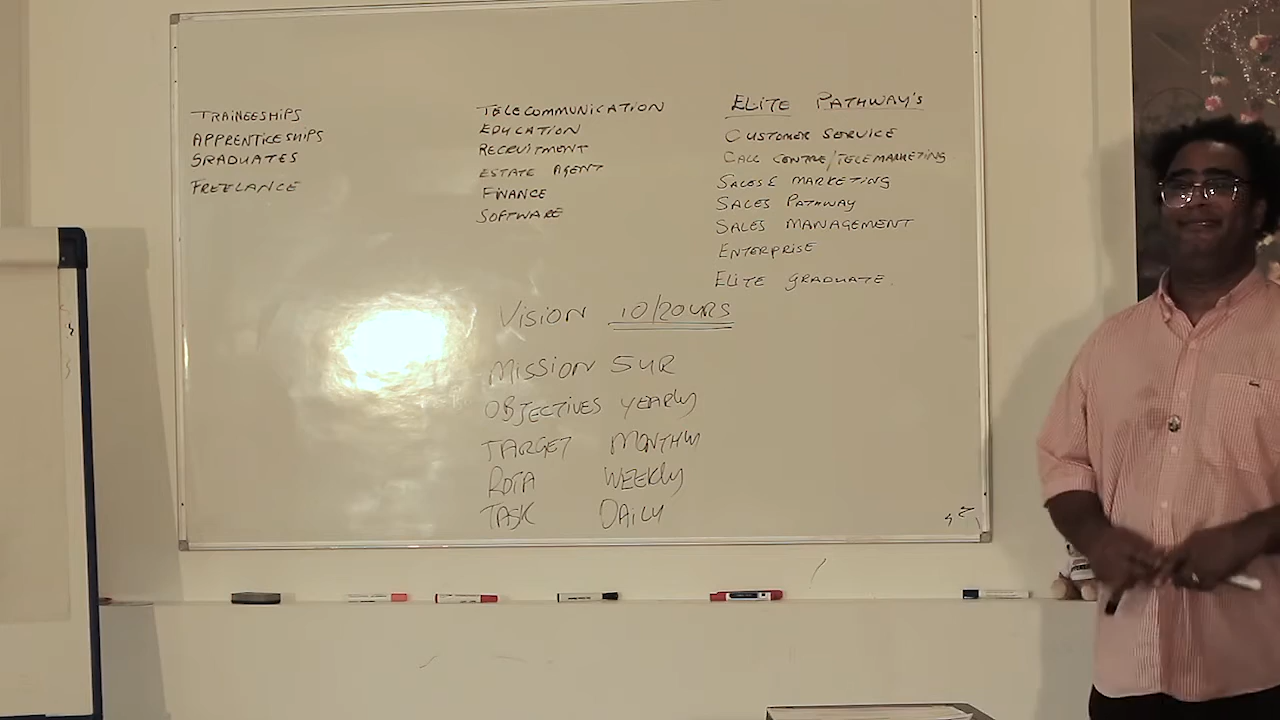 TRAINEESHIPS
APPRENTICESHIPS
GRADUATES
FREELANCE
TELECOMMUNICATION
EDUCATION
RECRUITMENT
ESTATE AGENT
FINANCE
SOFTWARE
ELITE PATHWAY'S
CUSTOMER SERVICE
CALL CENTRE/TELEMARKETING
SALES & MARKETING
SALES PATHWAY
SALES MANAGEMENT
ENTERPRISE
ELITE GRADUATE.
VISION 10/20URS
MISSION 5UR
OBJECTIVES YEARLY
TARGET MONTHLY
ROTA WEEKLY
TASK DAILY